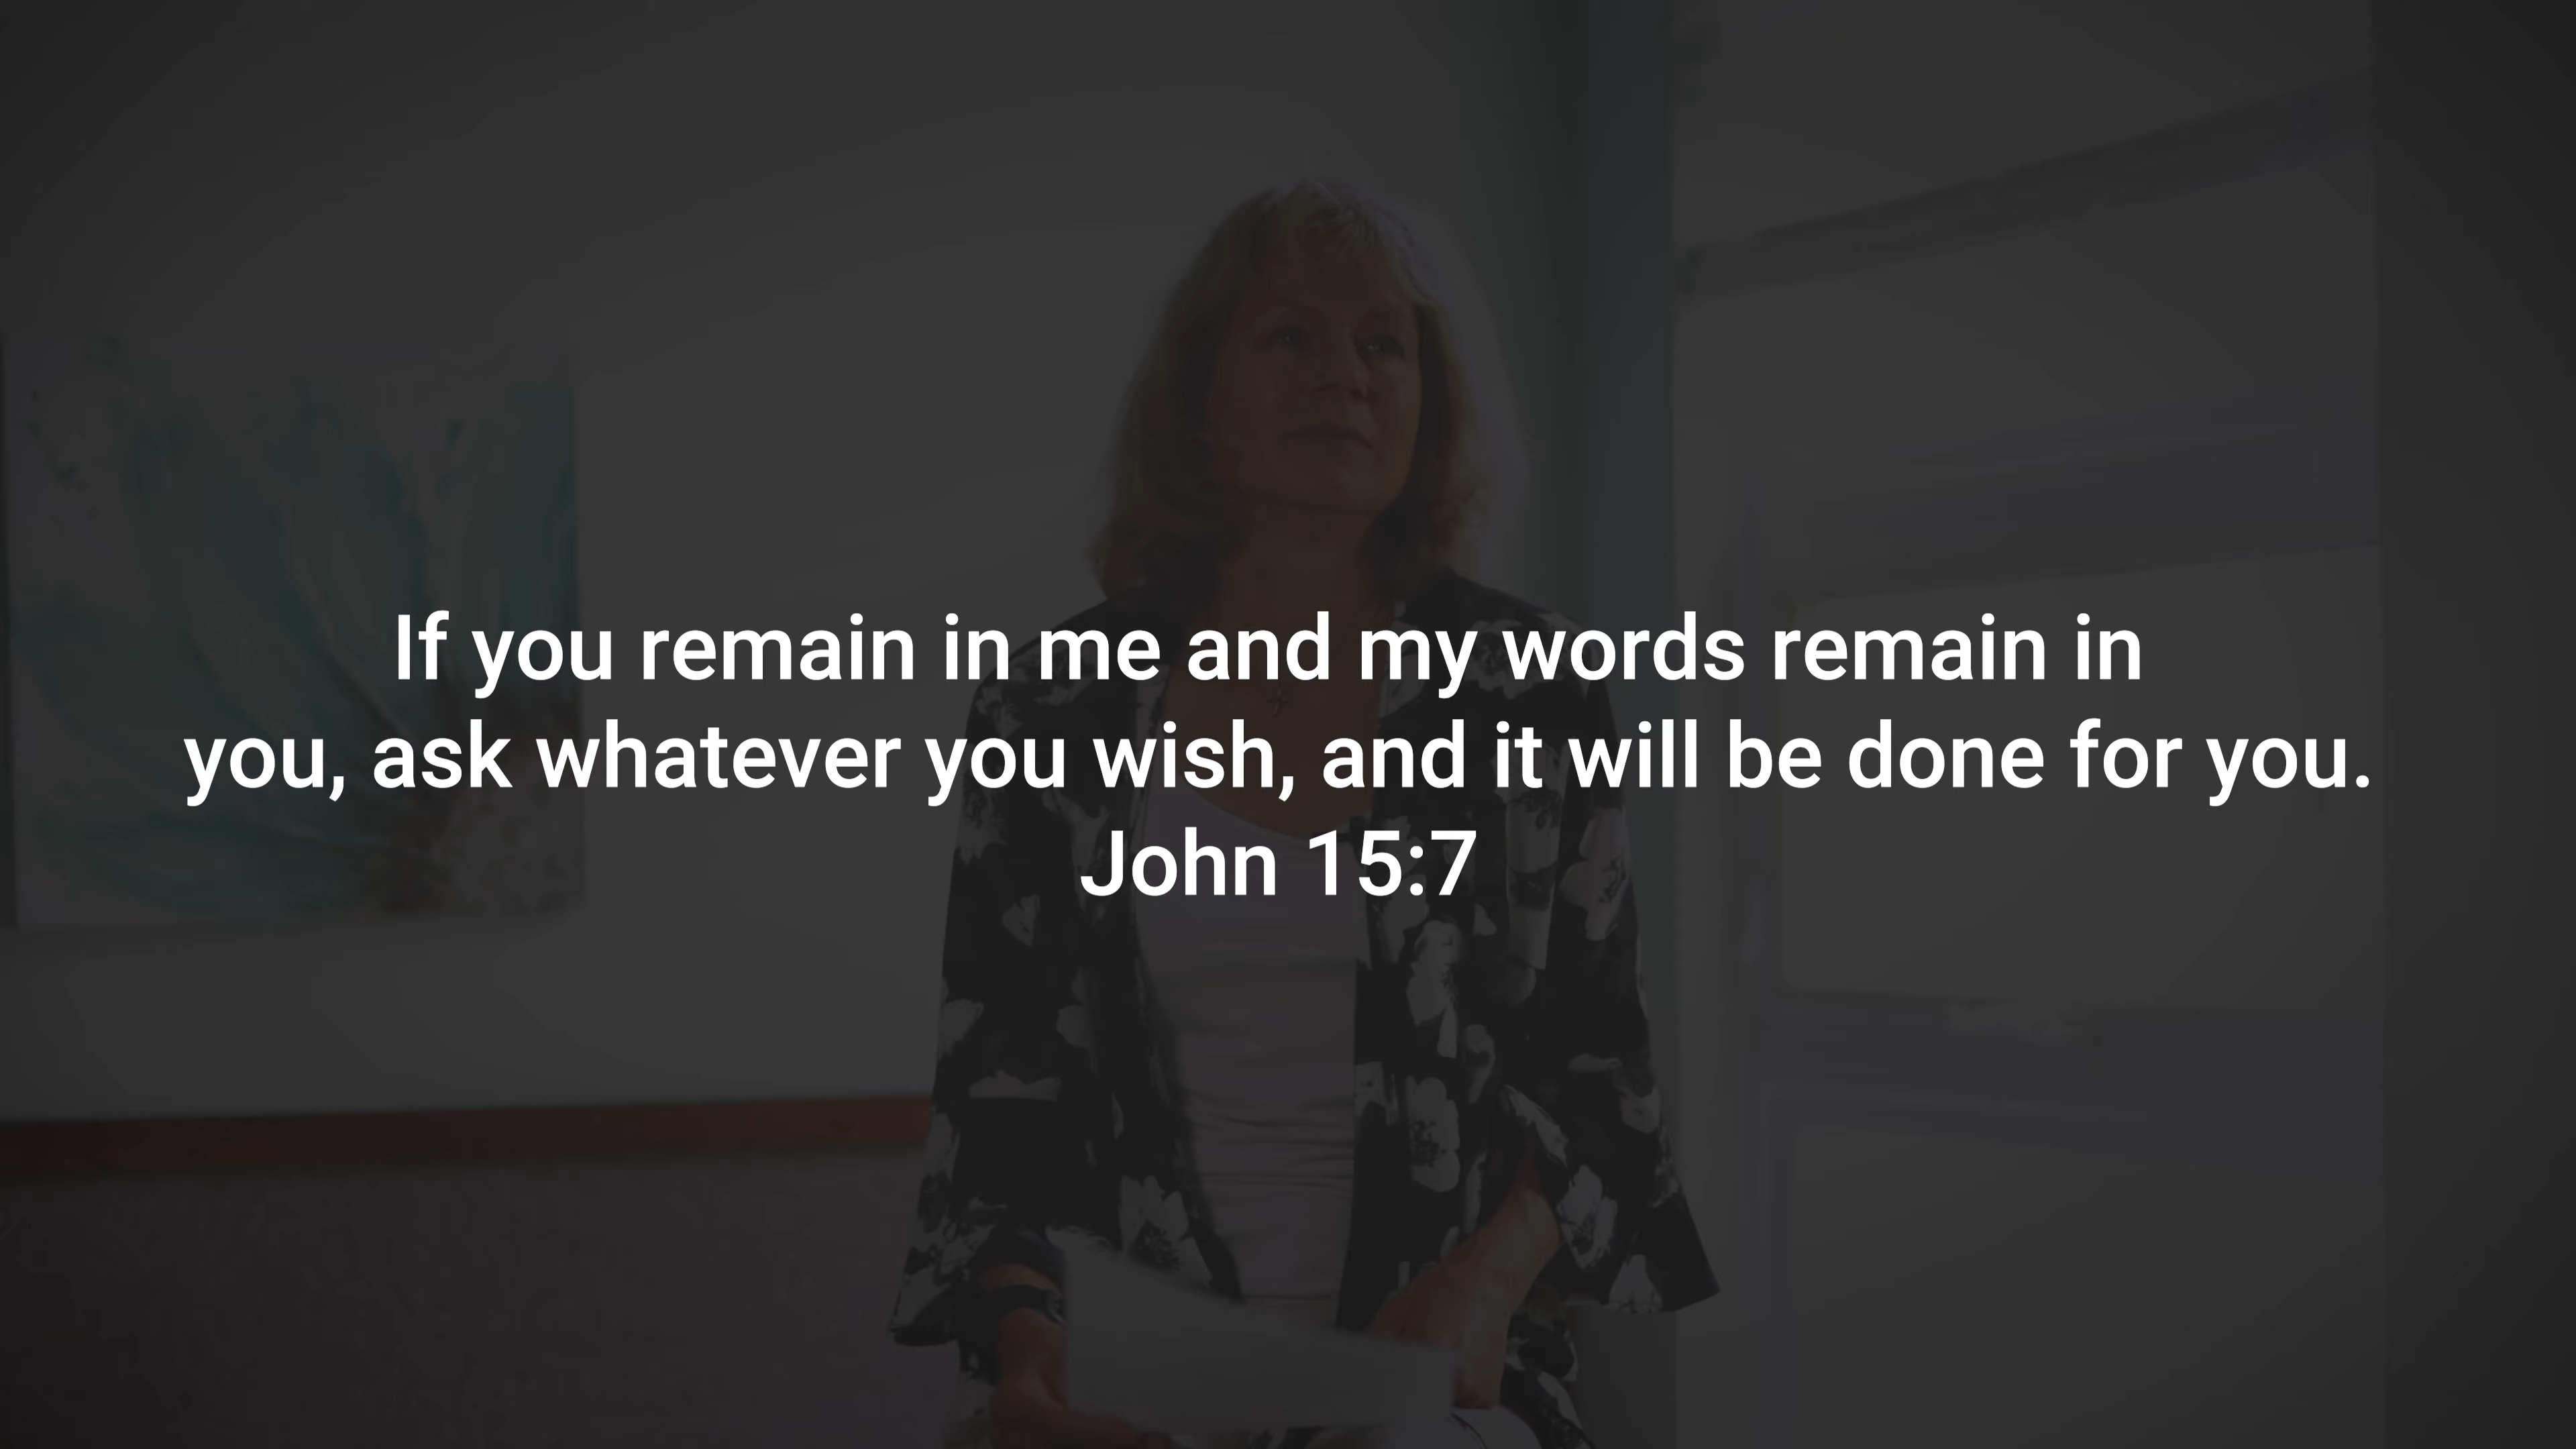 If you remain in me and my words remain in
you, ask whatever you wish, and it will be done for you.
John 15:7